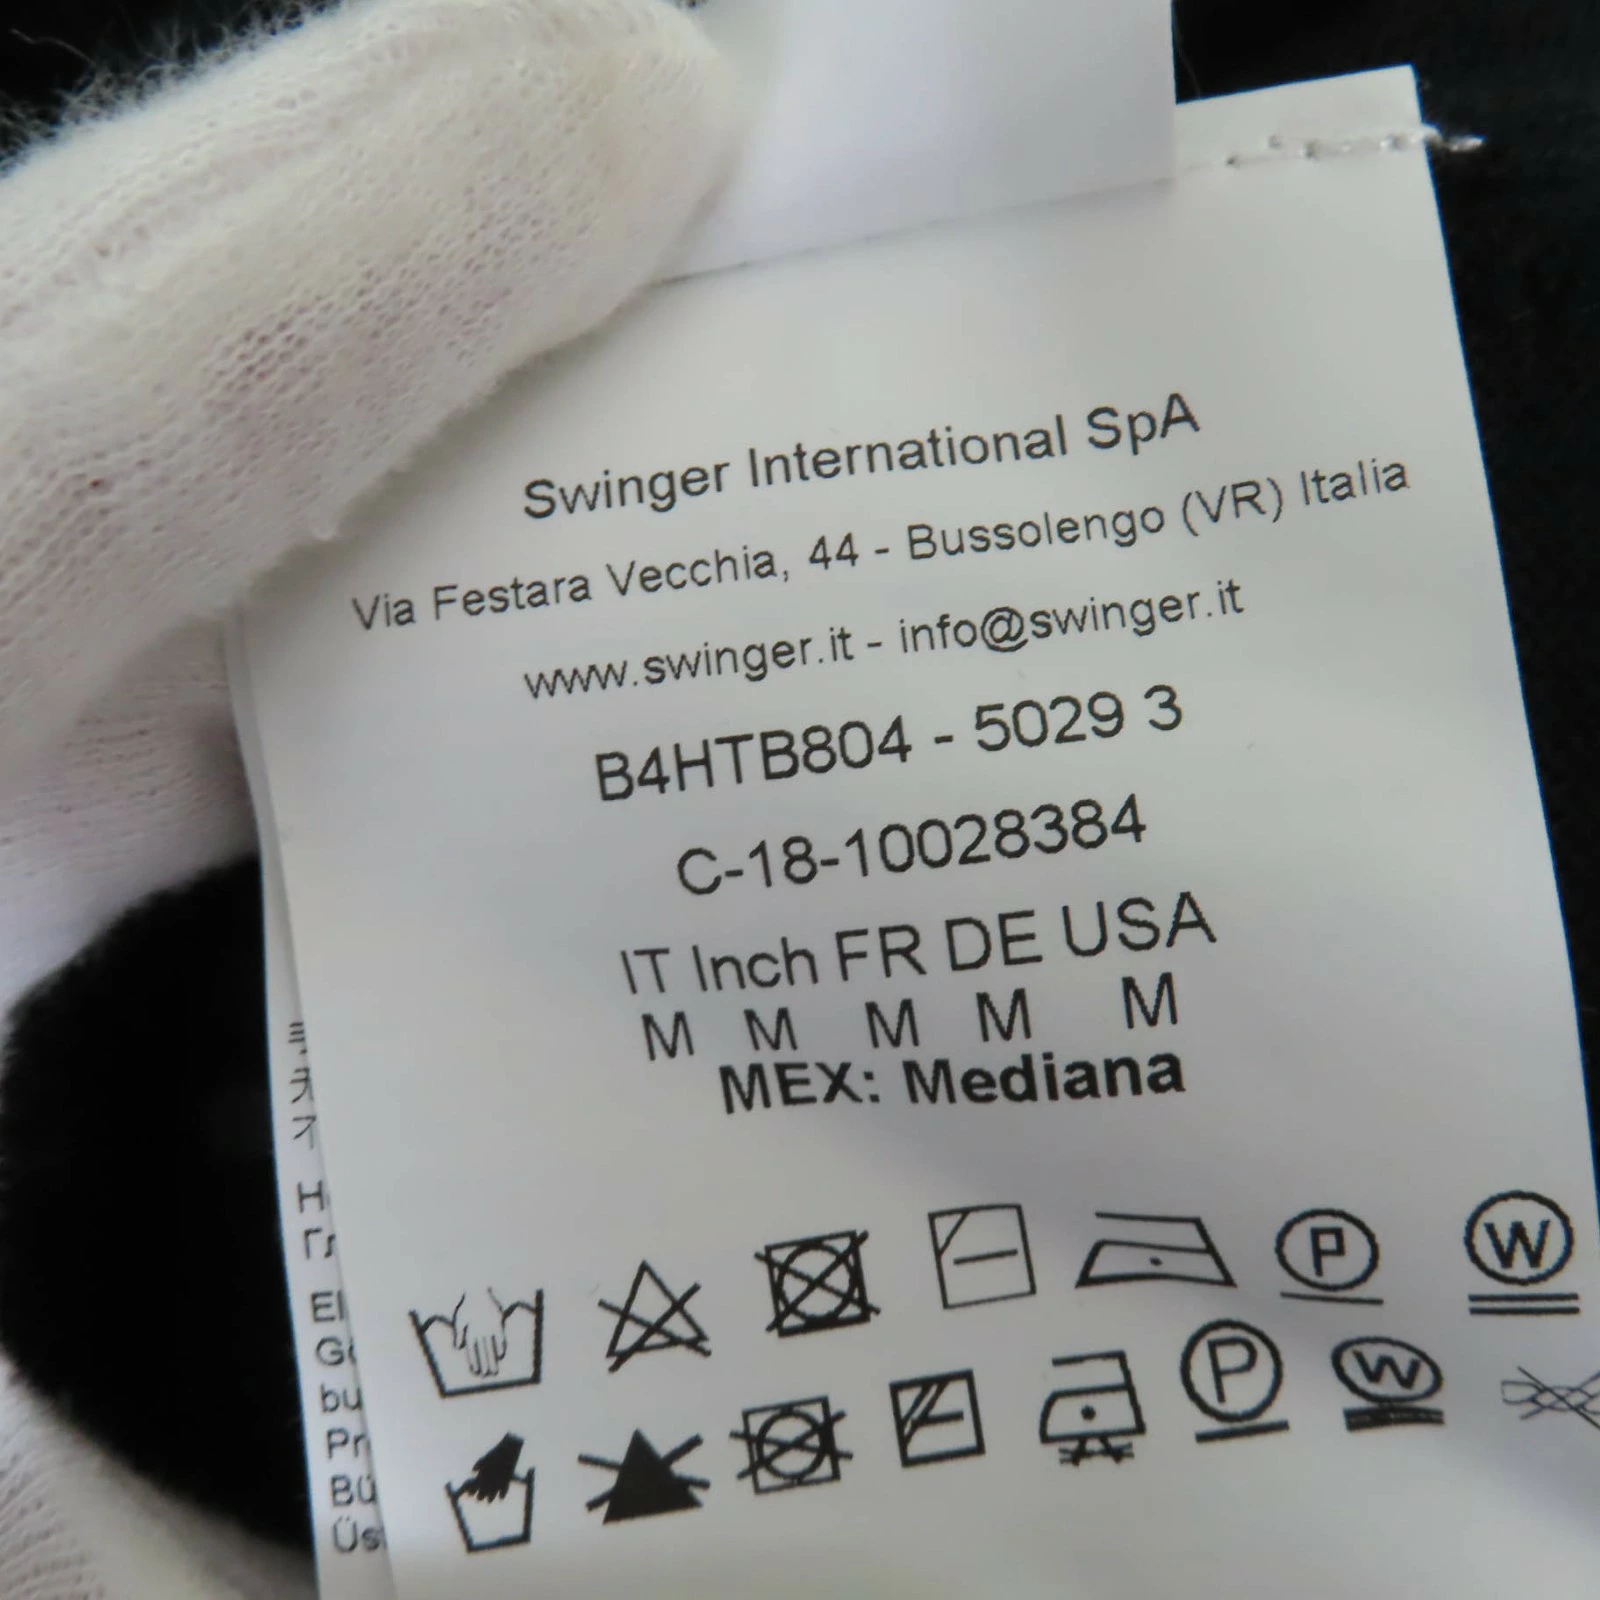 Swinger International SpA
Via Festara Vecchia, 44 - Bussolengo (VR) Italia
www.swinger.it - info@swinger.it
B4HTB804 - 5029 3
C-18-10028384
IT Inch FR DE USA
M M M M M
MEX: Mediana
P
W
P
W